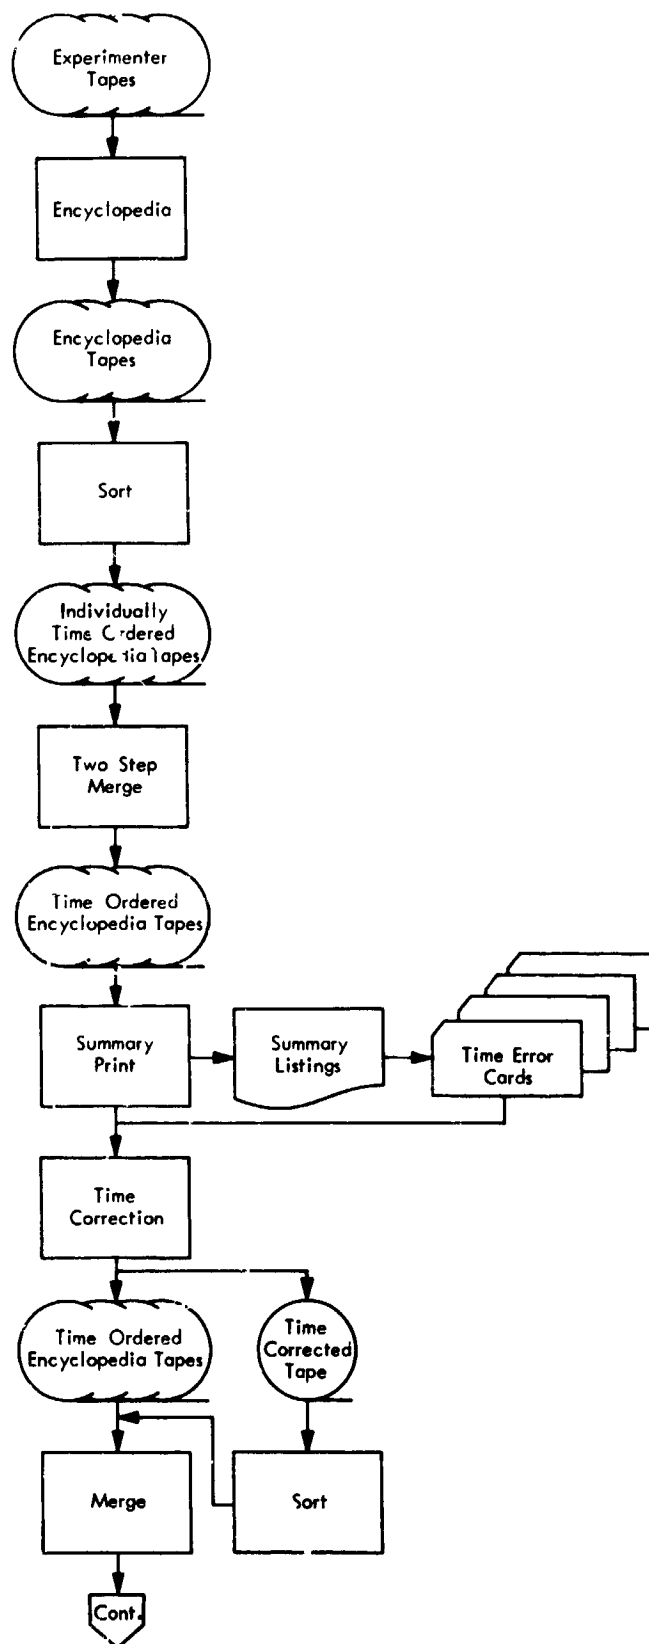 Experimenter
Tapes
Encyclopedia
Encyclopedia
Tapes
Sort
Individually
Time Ordered
Encyclopedia Tapes
Two Step
Merge
Time Ordered
Encyclopedia Tapes
Summary
Print
Summary
Listings
Time Error
Cards
Time
Correction
Time Ordered
Encyclopedia Tapes
Time
Corrected
Tape
Merge
Sort
Cont.